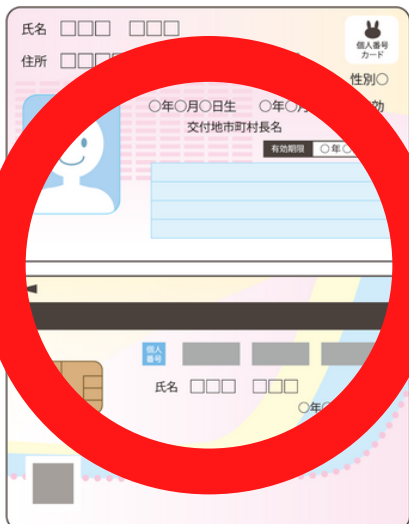 氏名 □□□ □□□
個人番号
カード
住所 □□□
性別○
○年○月○日生 ○年○月
効
交付地市町村長名
有効期限 ○年○
個人
番号
氏名 □□□ □□□
○年○